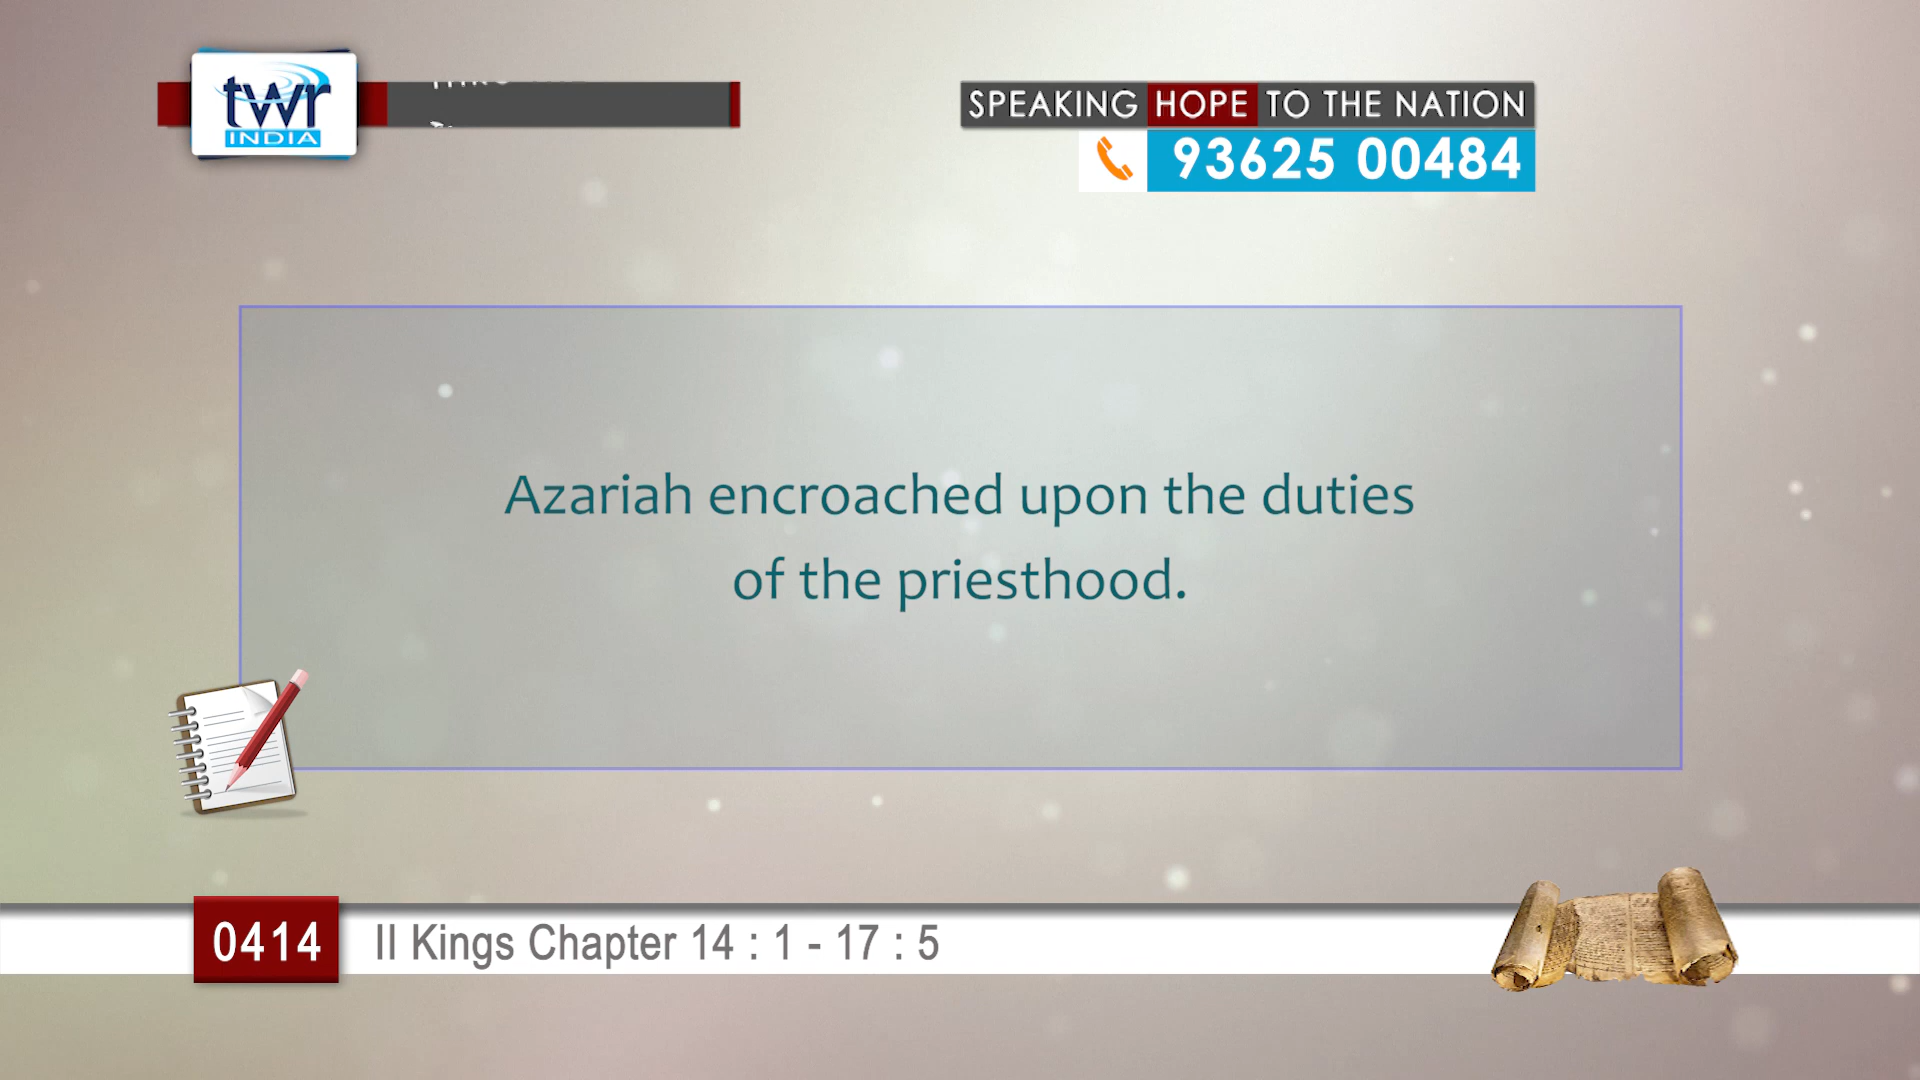 twr
INDIA
SPEAKING HOPE TO THE NATION
93625 00484
Azariah encroached upon the duties
of the priesthood.
0414
II Kings Chapter 14 : 1 - 17 : 5